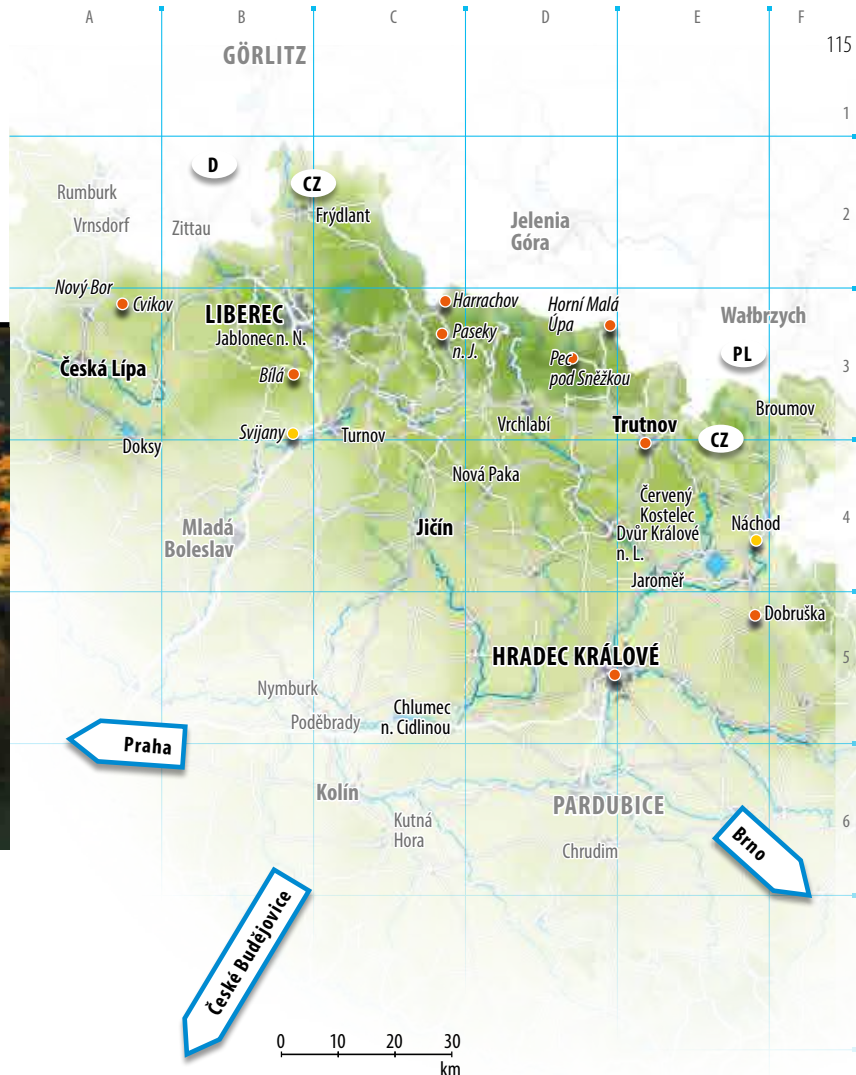 A B C D E F
115
GÖRLITZ
1
D
CZ
Rumburk
Frýdlant
2
Vrnsdorf
Zittau
Jelenia
Góra
Nový Bor
Cvikov
Harrachov
Horní Malá
Úpa
LIBEREC
Wałbrzych
Jablonec n. N.
Paseky
n. J.
PL
Česká Lípa
Bílá
Pec
pod Sněžkou
3
Broumov
Vrchlabí
Trutnov
Svijany
Turnov
CZ
Doksy
Nová Paka
Červený
Kostelec
4
Mladá
Boleslav
Jičín
Náchod
Dvůr Králové
n. L.
Jaroměř
Dobruška
HRADEC KRÁLOVÉ
5
Nymburk
Chlumec
n. Cidlinou
Poděbrady
Praha
Kolín
PARDUBICE
6
Kutná
Hora
Brno
Chrudim
České Budějovice
0 10 20 30
km